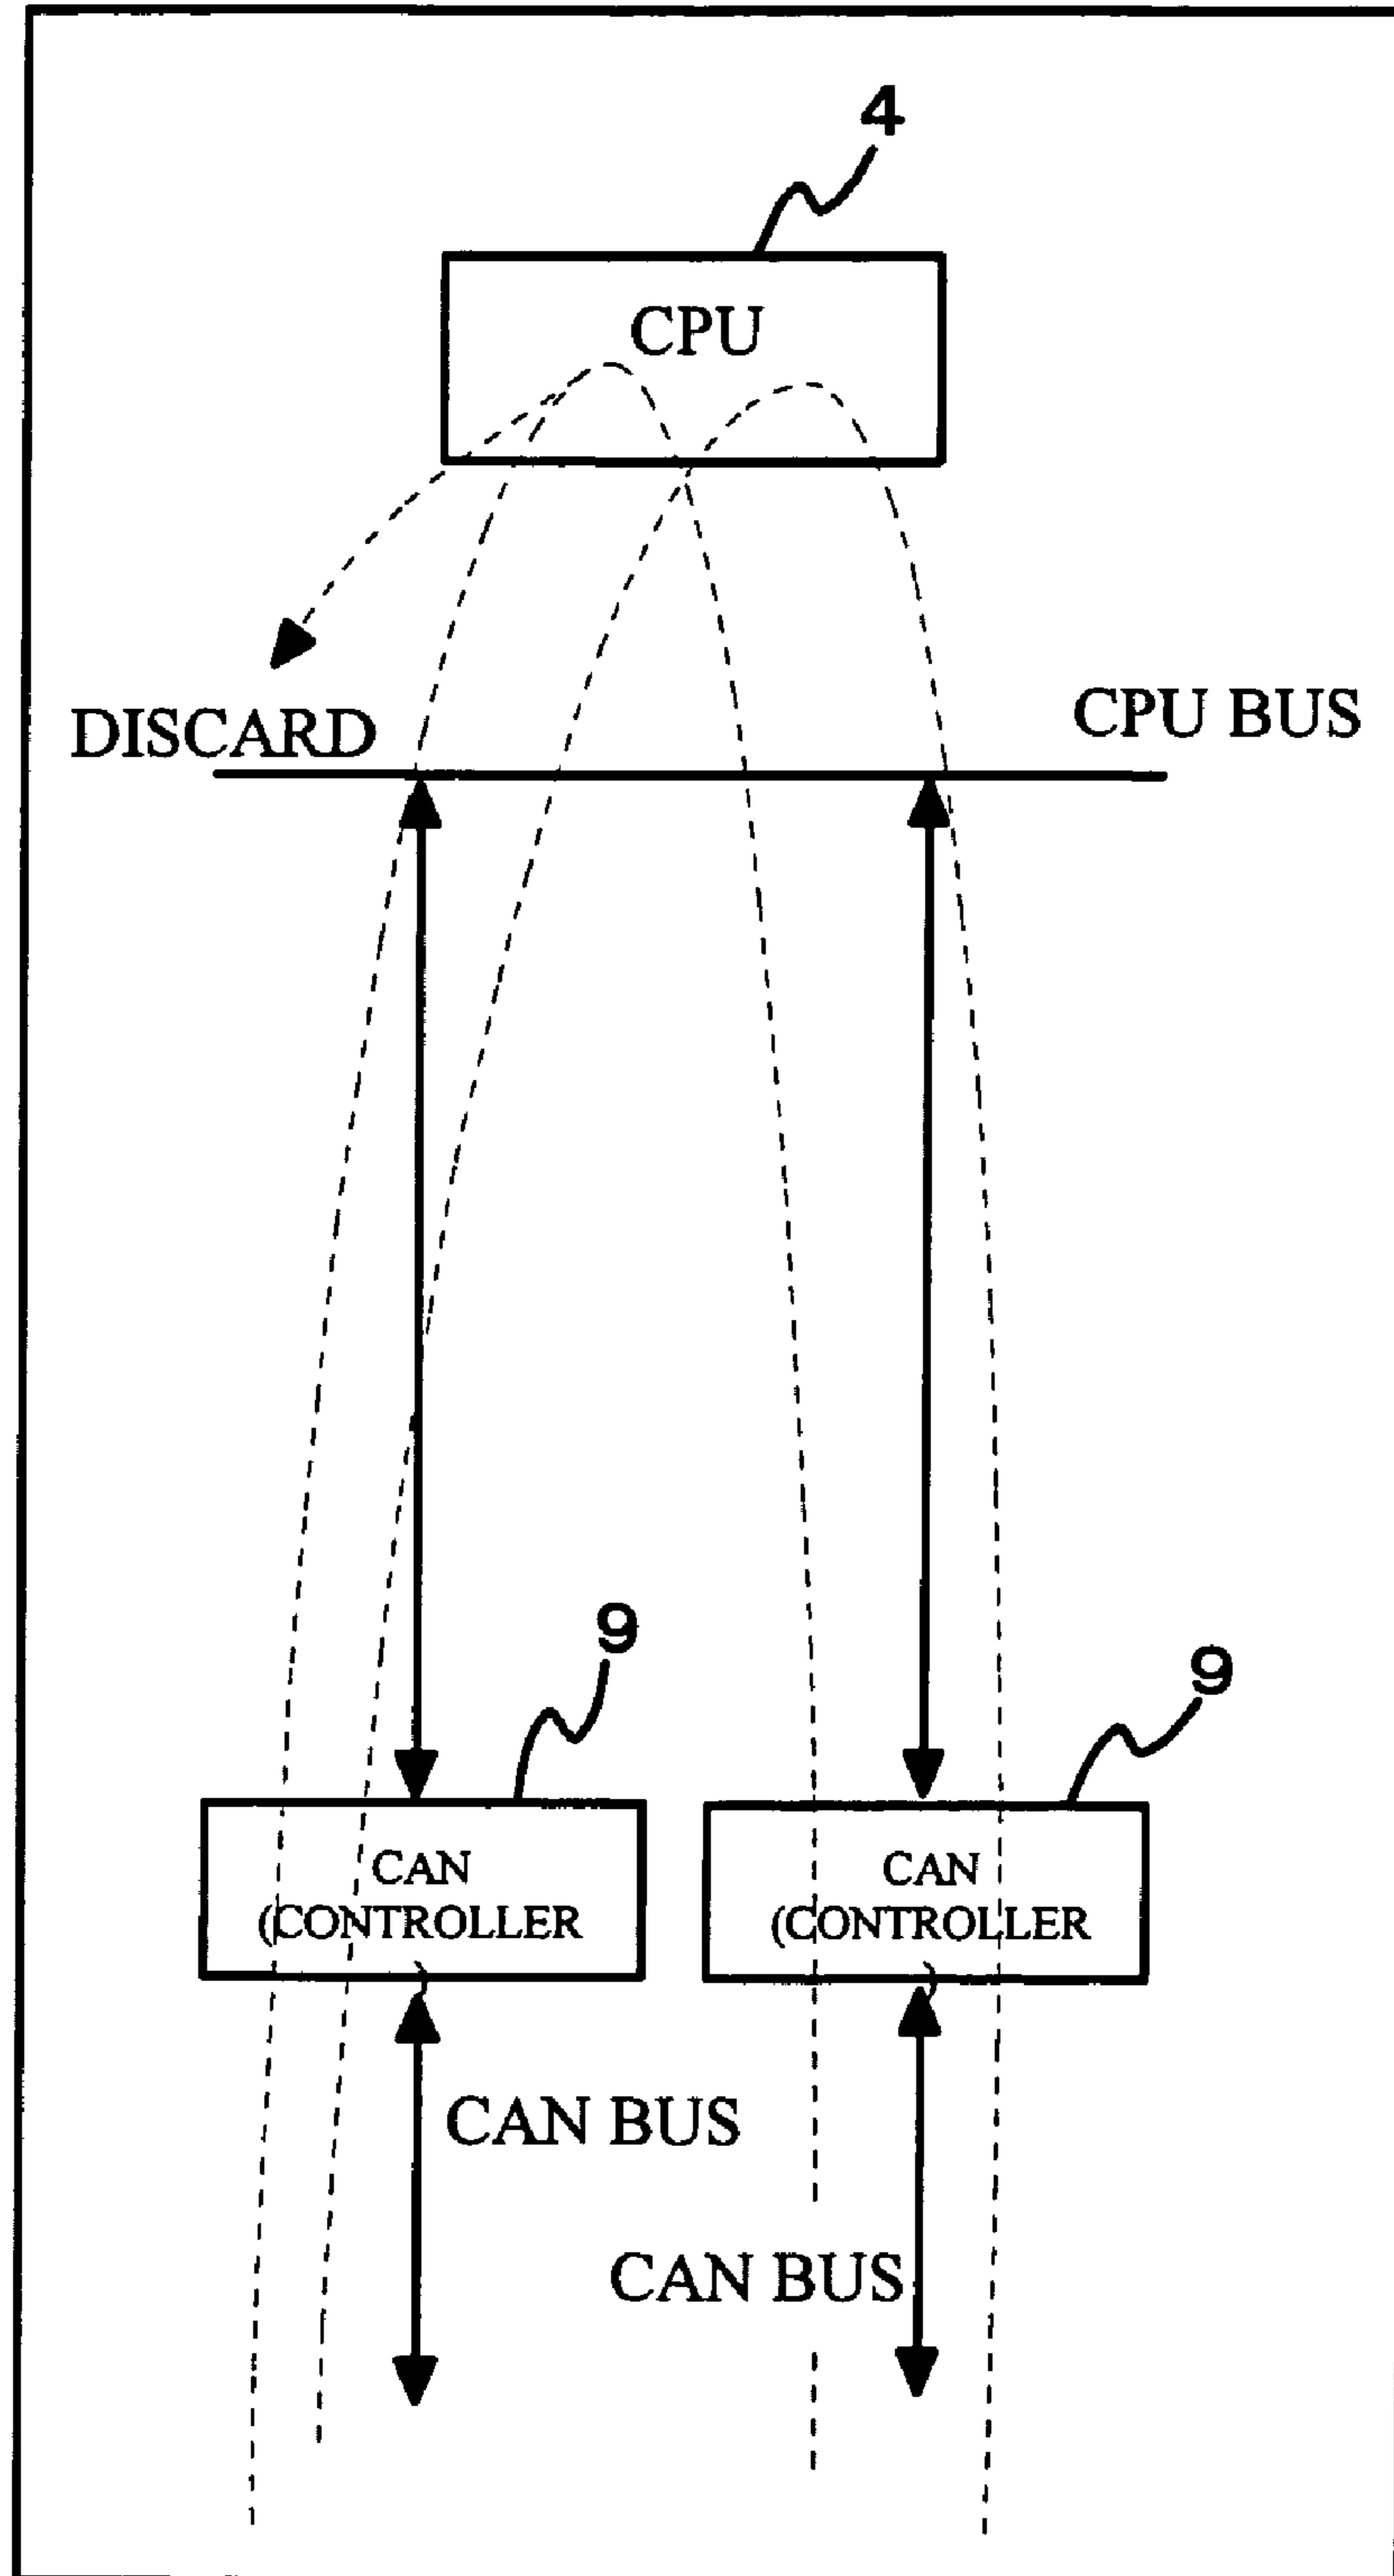 4
CPU
DISCARD
CPU BUS
9
9
CAN
(CONTROLLER
CAN
(CONTROLLER
CAN BUS
CAN BUS